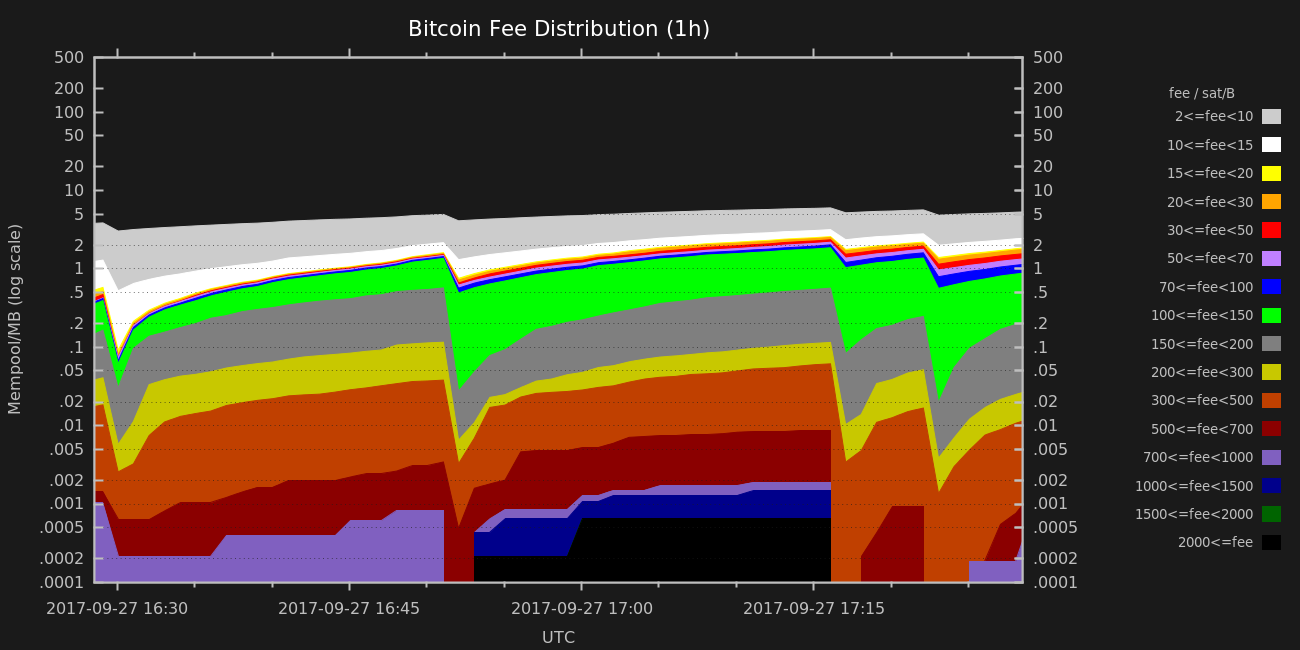 Bitcoin Fee Distribution (1h)
Mempool/MB (log scale)
500
200
100
50
20
10
5
2
1
.5
.2
.1
.05
.02
.01
.005
.002
.001
.0005
.0002
.0001
500
200
100
50
20
10
5
2
1
.5
.2
.1
.05
.02
.01
.005
.002
.001
.0005
.0002
.0001
2017-09-27 16:30 2017-09-27 16:45 2017-09-27 17:00 2017-09-27 17:15
UTC
fee / sat/B
2<=fee<10
10<=fee<15
15<=fee<20
20<=fee<30
30<=fee<50
50<=fee<70
70<=fee<100
100<=fee<150
150<=fee<200
200<=fee<300
300<=fee<500
500<=fee<700
700<=fee<1000
1000<=fee<1500
1500<=fee<2000
2000<=fee